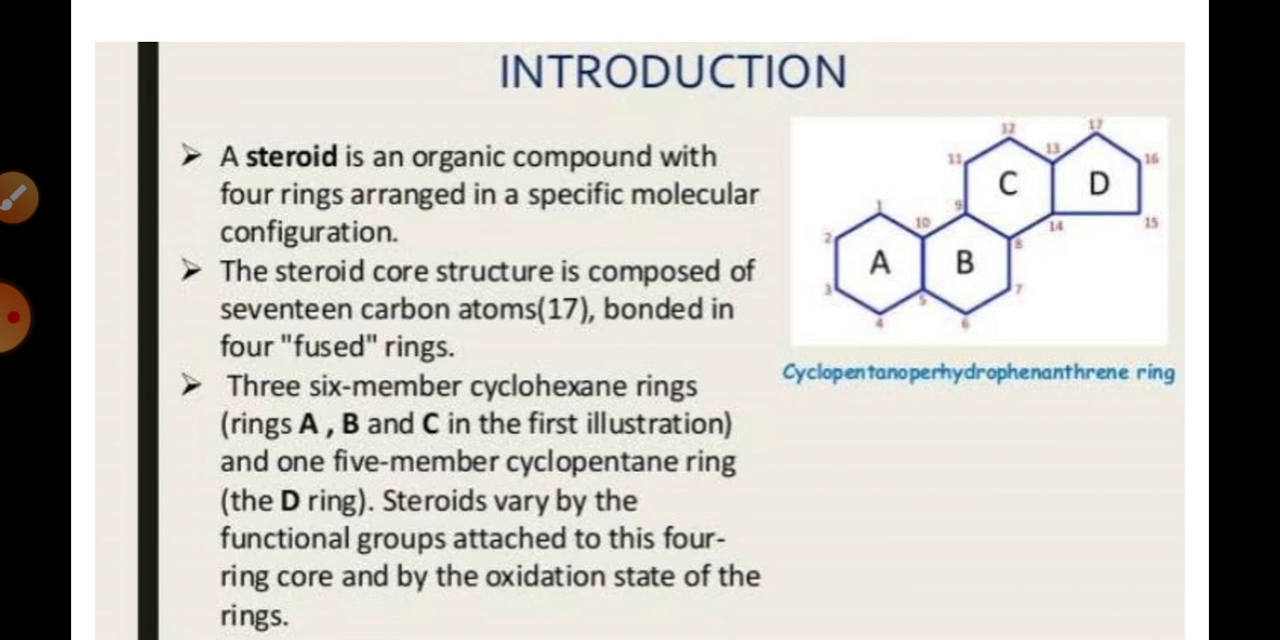 INTRODUCTION
➢ A steroid is an organic compound with
four rings arranged in a specific molecular
configuration.
➢ The steroid core structure is composed of
seventeen carbon atoms(17), bonded in
four "fused" rings.
➢ Three six-member cyclohexane rings
(rings A , B and C in the first illustration)
and one five-member cyclopentane ring
(the D ring). Steroids vary by the
functional groups attached to this four-
ring core and by the oxidation state of the
rings.
12 17
11 13 16
C D
9 14 15
1 10 8
2
A B
3 5 7
4 6
Cyclopentanoperhydrophenanthrene ring